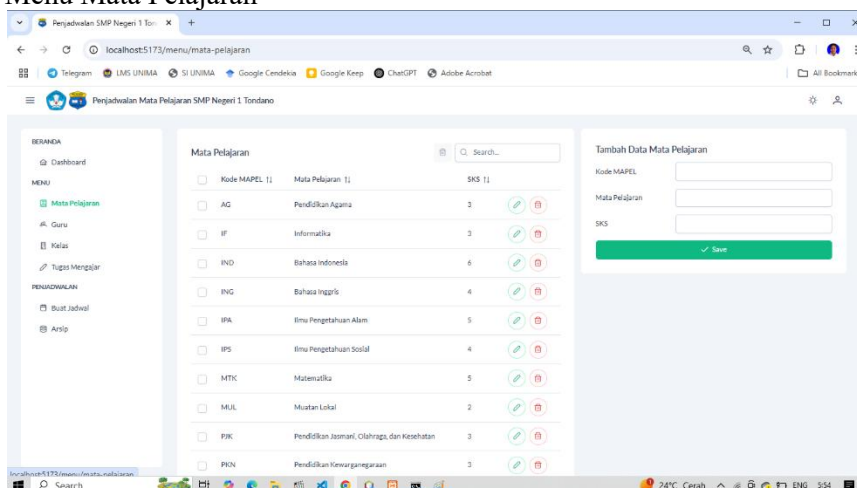 Menu Mata Pelajaran
Penjadwalan SMP Negeri 1 Ton
localhost:5173/menu/mata-pelajaran
Telegram LMS UNIMA SI UNIMA Google Cendekia Google Keep ChatGPT Adobe Acrobat All Bookmark
Penjadwalan Mata Pelajaran SMP Negeri 1 Tondano
BERANDA
Dashboard
MENU
Mata Pelajaran
Guru
Kelas
Tugas Mengajar
PENJADWALAN
Buat Jadwal
Arsip
Mata Pelajaran Search...
Kode MAPEL Mata Pelajaran SKS
AG Pendidikan Agama 3
IF Informatika 3
IND Bahasa Indonesia 6
ING Bahasa Inggris 4
IPA Ilmu Pengetahuan Alam 5
IPS Ilmu Pengetahuan Sosial 4
MTK Matematika 5
MUL Muatan Lokal 2
PJK Pendidikan Jasmani, Olahraga, dan Kesehatan 3
PKN Pendidikan Kewarganegaraan 3
Tambah Data Mata Pelajaran
Kode MAPEL
Mata Pelajaran
SKS
Save
localhost:5173/menu/mata-pelajaran
Search 24°C Cerah ENG 5:54